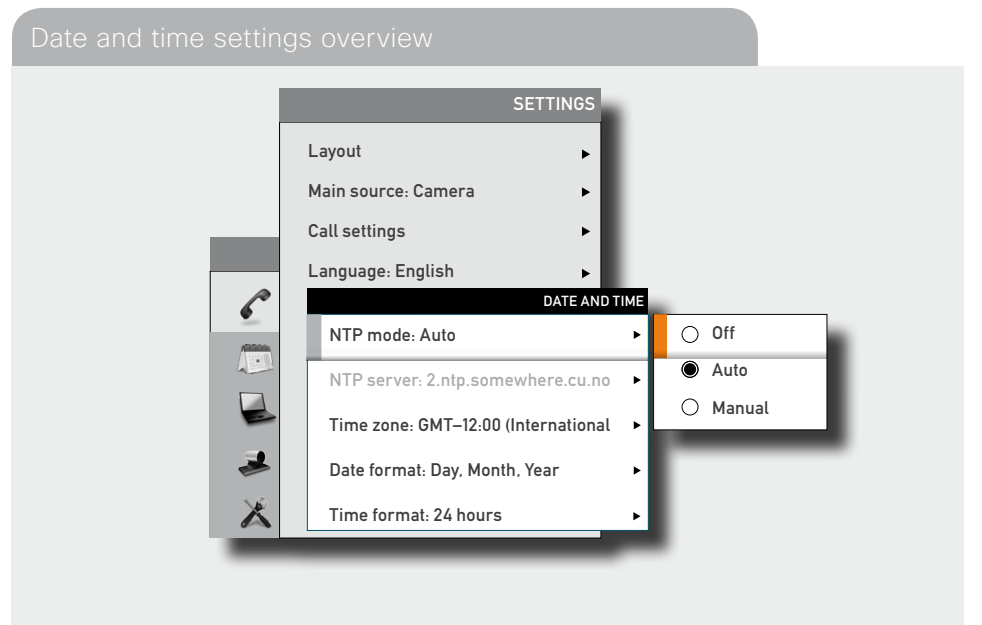 Date and time settings overview
SETTINGS
Layout
Main source: Camera
Call settings
Language: English
DATE AND TIME
NTP mode: Auto
NTP server: 2.ntp.somewhere.cu.no
Time zone: GMT–12:00 (International
Date format: Day, Month, Year
Time format: 24 hours
Off
Auto
Manual